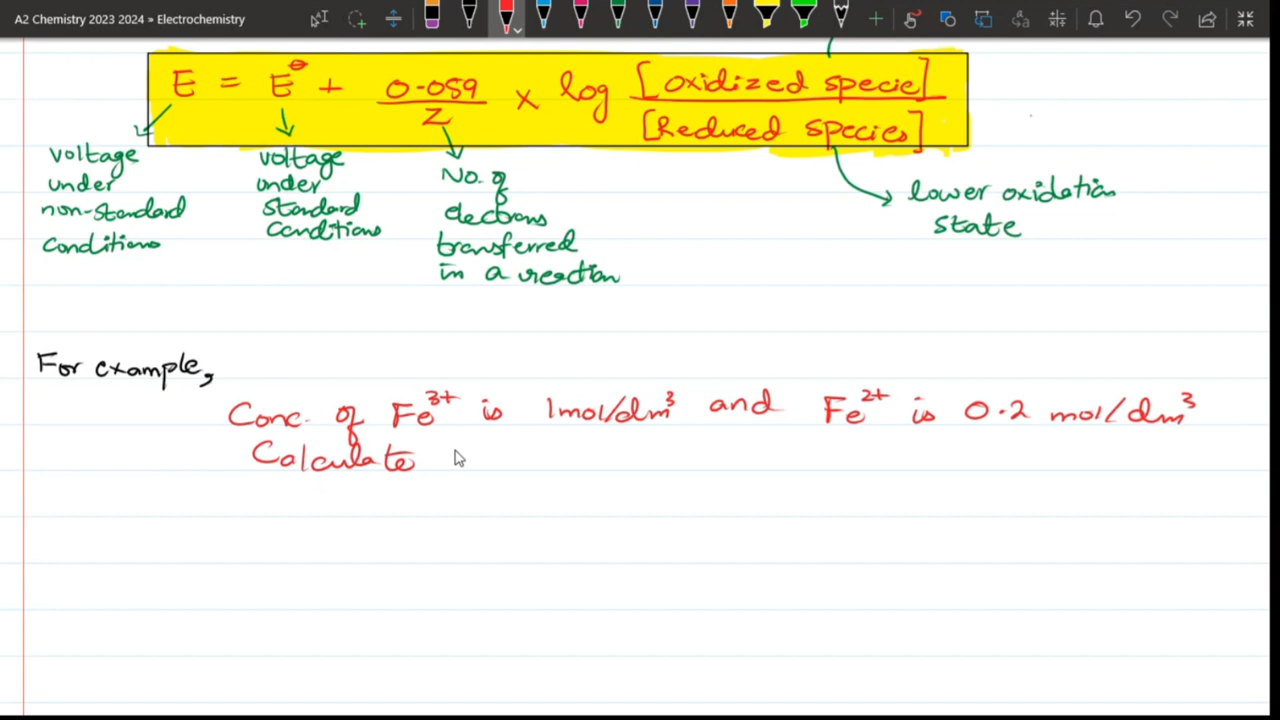 A2 Chemistry 2023 2024 » Electrochemistry
E = E⦵ + 0.059/Z × log [oxidized specie]/[Reduced species]
voltage under non-standard conditions
voltage under standard conditions
No. of electrons transferred in a reaction
lower oxidation state
For example,
Conc. of Fe³⁺ is 1mol/dm³ and Fe²⁺ is 0.2 mol/dm³
Calculate